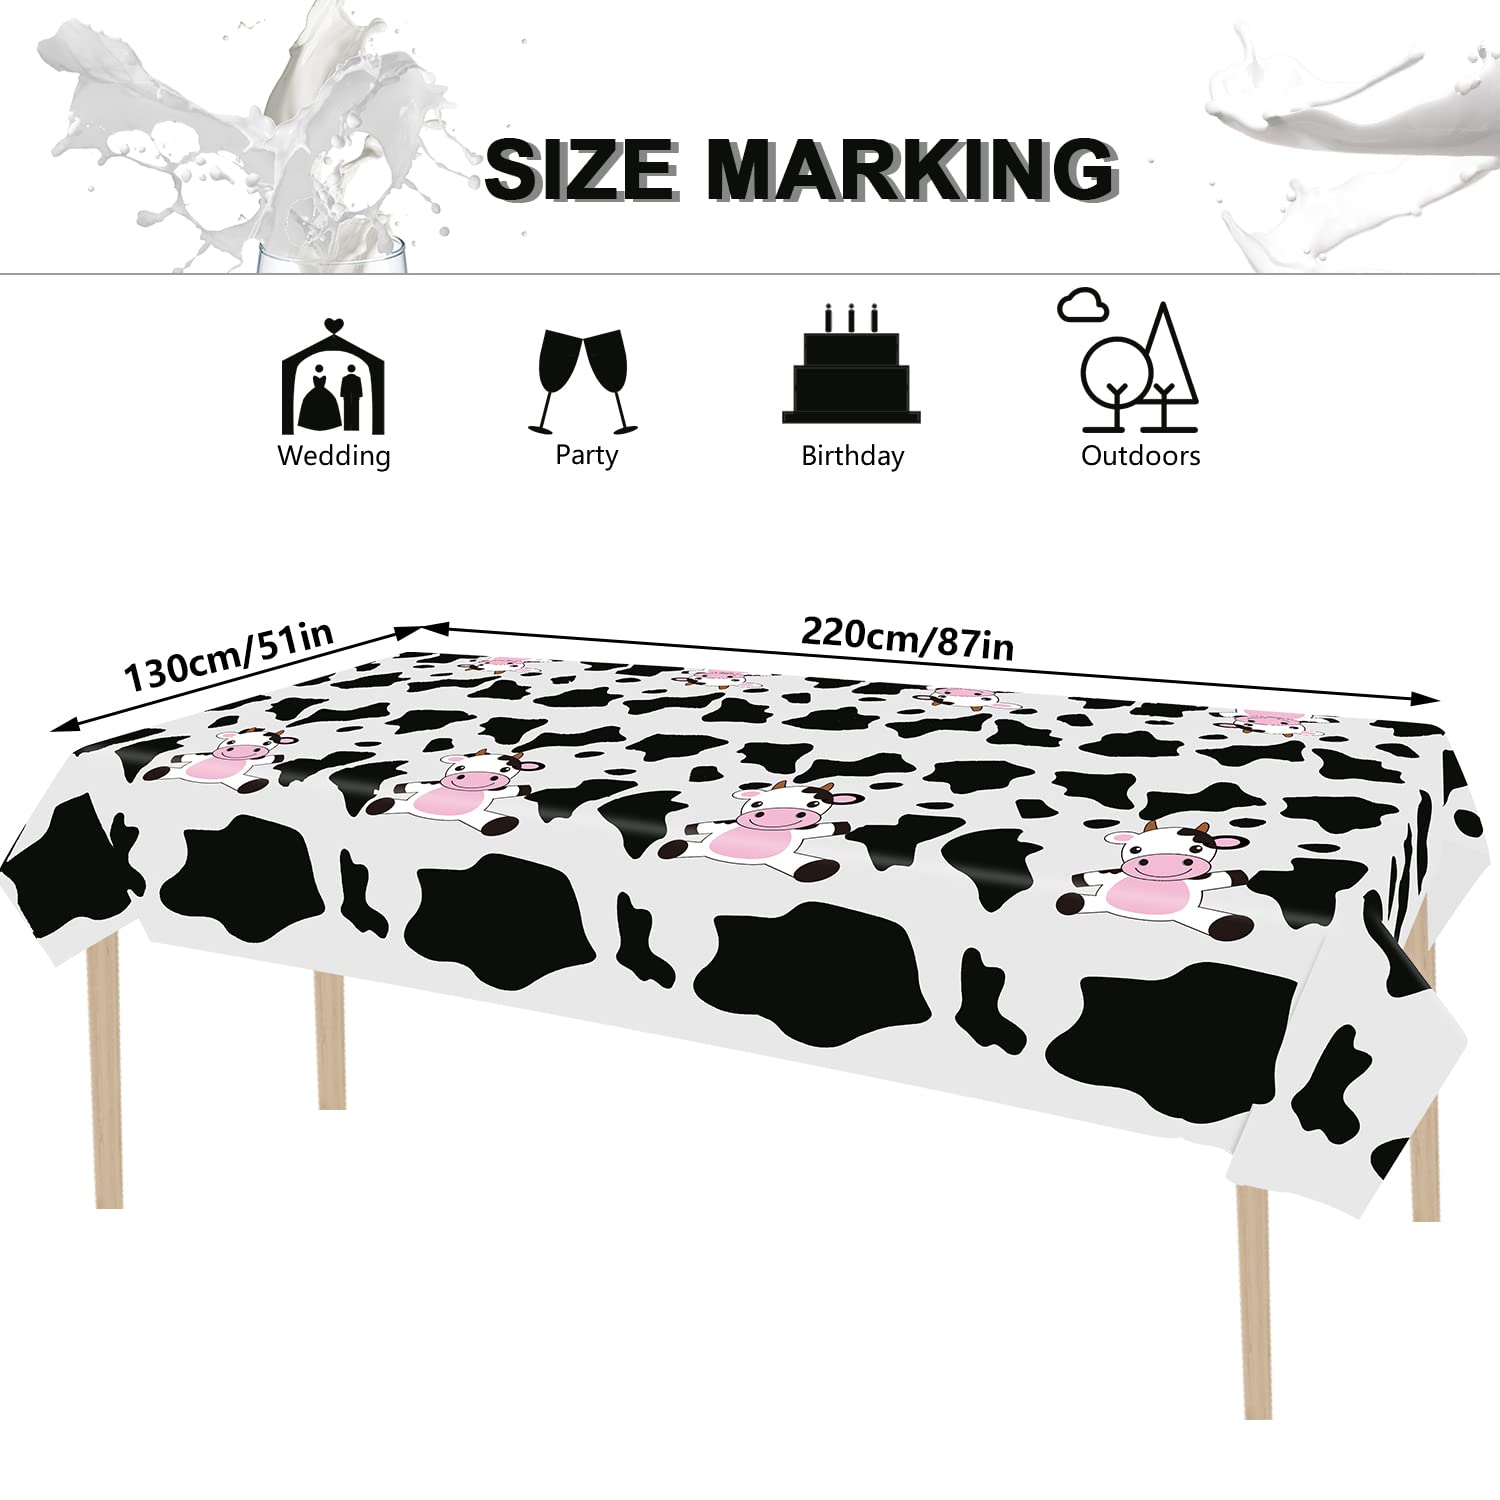 SIZE MARKING
Wedding
Party
Birthday
Outdoors
130cm/51in
220cm/87in